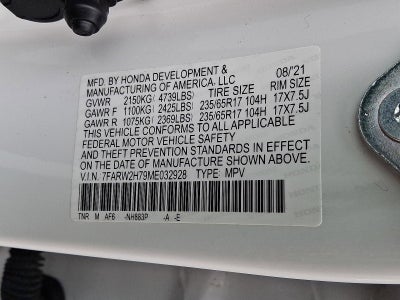 MFD. BY HONDA DEVELOPMENT & 08/'21
MANUFACTURING OF AMERICA, LLC
GVWR 2150KG( 4739LBS) TIRE SIZE RIM SIZE
GAWR F 1100KG( 2425LBS) 235/65R17 104H 17X7.5J
GAWR R 1075KG( 2369LBS) 235/65R17 104H 17X7.5J
THIS VEHICLE CONFORMS TO ALL APPLICABLE
FEDERAL MOTOR VEHICLE SAFETY
AND THEFT PREVENTION STANDARDS IN EFFECT
ON THE DATE OF MANUFACTURE SHOWN ABOVE.
V.I.N. 7FARW2H79ME032928 TYPE: MPV
TNR M AF6 -NH883P -A -E